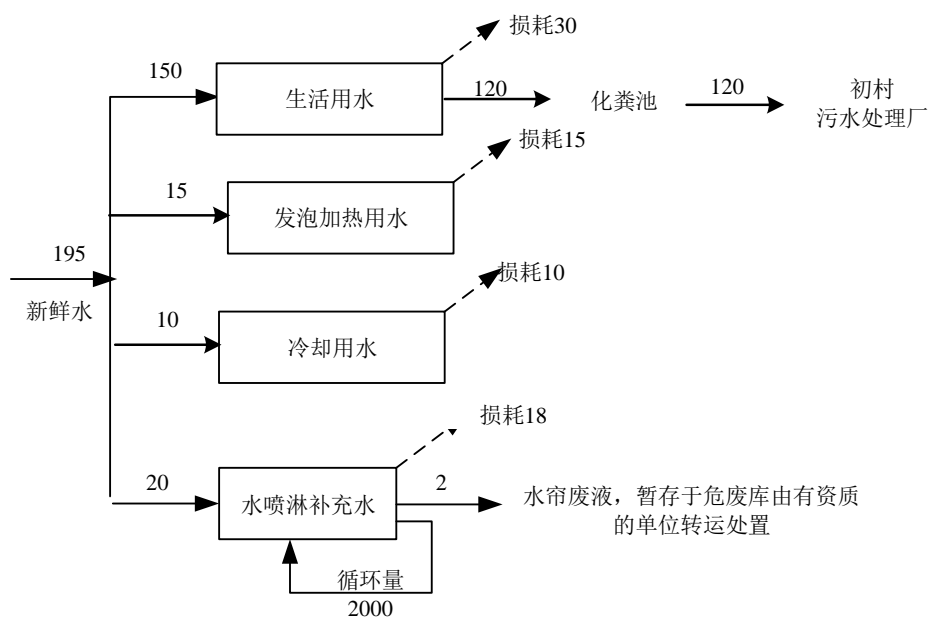 损耗30
150
生活用水
120
化粪池
120
初村
污水处理厂
损耗15
15
发泡加热用水
195
新鲜水
损耗10
10
冷却用水
损耗18
20
水喷淋补充水
2
水帘废液，暂存于危废库由有资质
的单位转运处置
循环量
2000